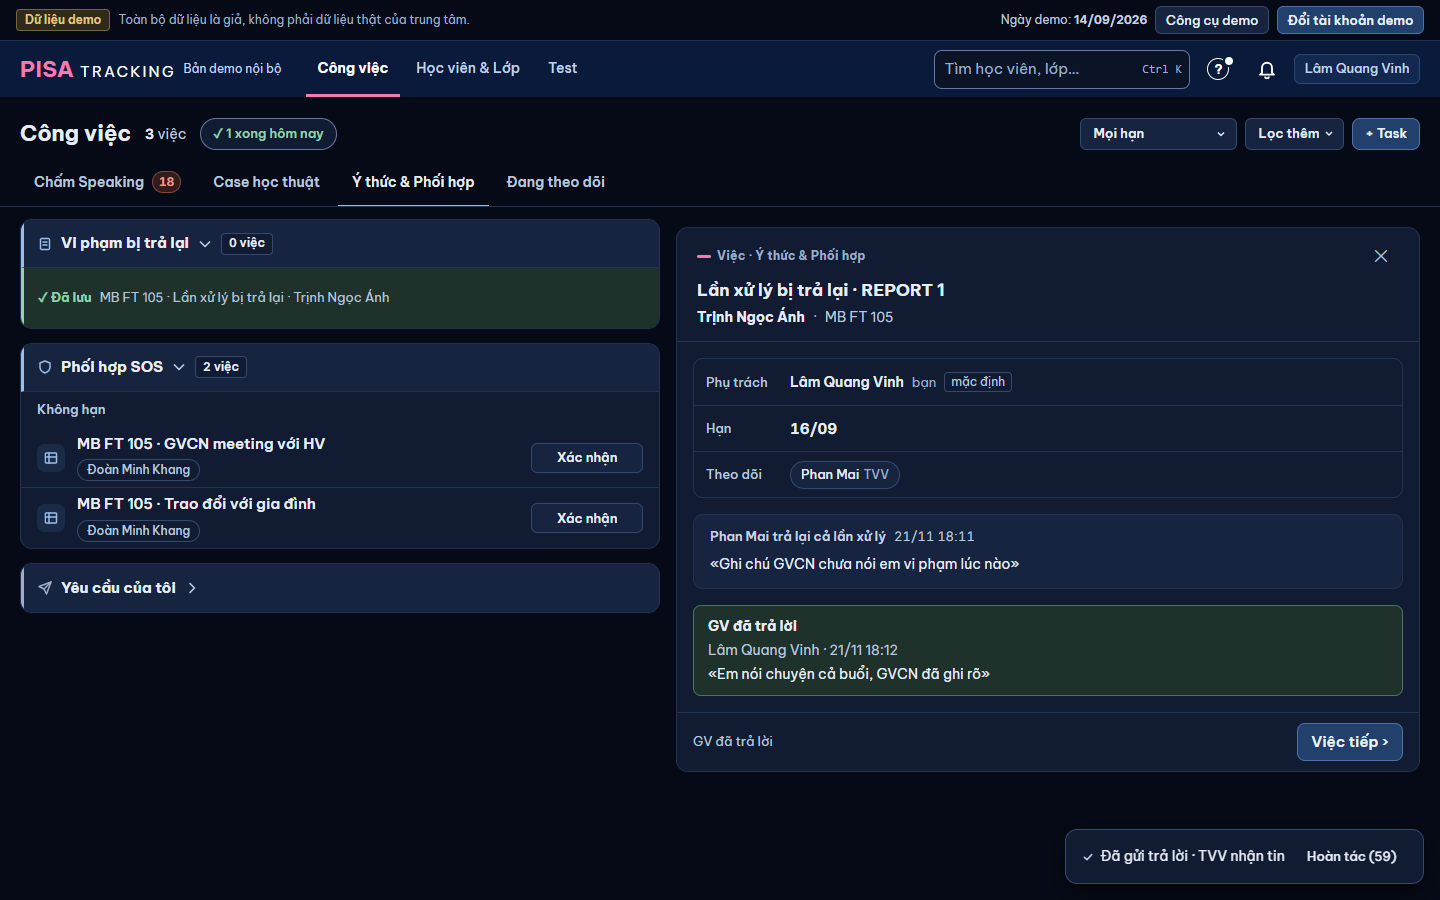 Dữ liệu demo Toàn bộ dữ liệu là giả, không phải dữ liệu thật của trung tâm. Ngày demo: 14/09/2026 Công cụ demo Đổi tài khoản demo
PISA TRACKING Bản demo nội bộ Công việc Học viên & Lớp Test Tìm học viên, lớp... Ctrl K ? Lâm Quang Vinh
Công việc 3 việc ✓ 1 xong hôm nay Mọi hạn Lọc thêm + Task
Chấm Speaking 18 Case học thuật Ý thức & Phối hợp Đang theo dõi
Vi phạm bị trả lại 0 việc
✓ Đã lưu MB FT 105 · Lần xử lý bị trả lại · Trịnh Ngọc Ánh
Phối hợp SOS 2 việc
Không hạn
MB FT 105 · GVCN meeting với HV
Đoàn Minh Khang
Xác nhận
MB FT 105 · Trao đổi với gia đình
Đoàn Minh Khang
Xác nhận
Yêu cầu của tôi
Việc · Ý thức & Phối hợp
Lần xử lý bị trả lại · REPORT 1
Trịnh Ngọc Ánh · MB FT 105
Phụ trách Lâm Quang Vinh bạn mặc định
Hạn 16/09
Theo dõi Phan Mai TVV
Phan Mai trả lại cả lần xử lý 21/11 18:11
«Ghi chú GVCN chưa nói em vi phạm lúc nào»
GV đã trả lời
Lâm Quang Vinh · 21/11 18:12
«Em nói chuyện cả buổi, GVCN đã ghi rõ»
GV đã trả lời Việc tiếp ›
✓ Đã gửi trả lời · TVV nhận tin Hoàn tác (59)